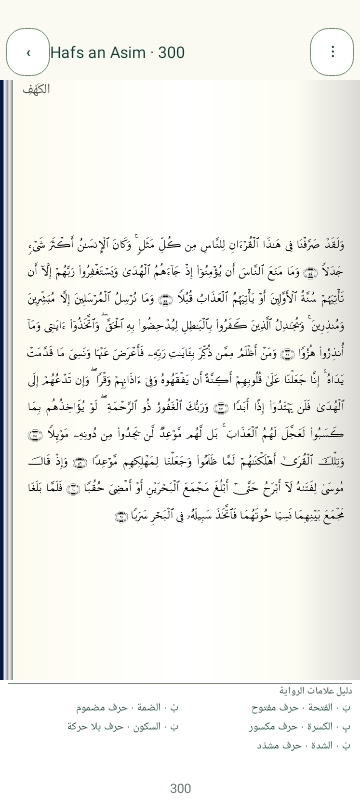 ‹ Hafs an Asim · 300 ⋮
الكَهْفِ
وَلَقَدْ صَرَّفْنَا فِى هَـٰذَا ٱلْقُرْءَانِ لِلنَّاسِ مِن كُلِّ مَثَلٍ ۚ وَكَانَ ٱلْإِنسَـٰنُ أَكْثَرَ شَىْءٍ
جَدَلًا ۝٥٤ وَمَا مَنَعَ ٱلنَّاسَ أَن يُؤْمِنُوٓا۟ إِذْ جَآءَهُمُ ٱلْهُدَىٰ وَيَسْتَغْفِرُوا۟ رَبَّهُمْ إِلَّآ أَن
تَأْتِيَهُمْ سُنَّةُ ٱلْأَوَّلِينَ أَوْ يَأْتِيَهُمُ ٱلْعَذَابُ قُبُلًا ۝٥٥ وَمَا نُرْسِلُ ٱلْمُرْسَلِينَ إِلَّا مُبَشِّرِينَ
وَمُنذِرِينَ ۚ وَيُجَـٰدِلُ ٱلَّذِينَ كَفَرُوا۟ بِٱلْبَـٰطِلِ لِيُدْحِضُوا۟ بِهِ ٱلْحَقَّ ۖ وَٱتَّخَذُوٓا۟ ءَايَـٰتِى وَمَآ
أُنذِرُوا۟ هُزُوًا ۝٥٦ وَمَنْ أَظْلَمُ مِمَّن ذُكِّرَ بِـَٔايَـٰتِ رَبِّهِۦ فَأَعْرَضَ عَنْهَا وَنَسِىَ مَا قَدَّمَتْ
يَدَاهُ ۚ إِنَّا جَعَلْنَا عَلَىٰ قُلُوبِهِمْ أَكِنَّةً أَن يَفْقَهُوهُ وَفِىٓ ءَاذَانِهِمْ وَقْرًا ۖ وَإِن تَدْعُهُمْ إِلَى
ٱلْهُدَىٰ فَلَن يَهْتَدُوٓا۟ إِذًا أَبَدًا ۝٥٧ وَرَبُّكَ ٱلْغَفُورُ ذُو ٱلرَّحْمَةِ ۖ لَوْ يُؤَاخِذُهُم بِمَا
كَسَبُوا۟ لَعَجَّلَ لَهُمُ ٱلْعَذَابَ ۚ بَل لَّهُم مَّوْعِدٌ لَّن يَجِدُوا۟ مِن دُونِهِۦ مَوْئِلًا ۝٥٨
وَتِلْكَ ٱلْقُرَىٰٓ أَهْلَكْنَـٰهُمْ لَمَّا ظَلَمُوا۟ وَجَعَلْنَا لِمَهْلِكِهِم مَّوْعِدًا ۝٥٩ وَإِذْ قَالَ
مُوسَىٰ لِفَتَىٰهُ لَآ أَبْرَحُ حَتَّىٰٓ أَبْلُغَ مَجْمَعَ ٱلْبَحْرَيْنِ أَوْ أَمْضِىَ حُقُبًا ۝٦٠ فَلَمَّا بَلَغَا
مَجْمَعَ بَيْنِهِمَا نَسِيَا حُوتَهُمَا فَٱتَّخَذَ سَبِيلَهُۥ فِى ٱلْبَحْرِ سَرَبًا ۝٦١
دليل علامات الرواية
بَ · الفتحة · حرف مفتوح
بُ · الضمة · حرف مضموم
بِ · الكسرة · حرف مكسور
بْ · السكون · حرف بلا حركة
بّ · الشدة · حرف مشدّد
300